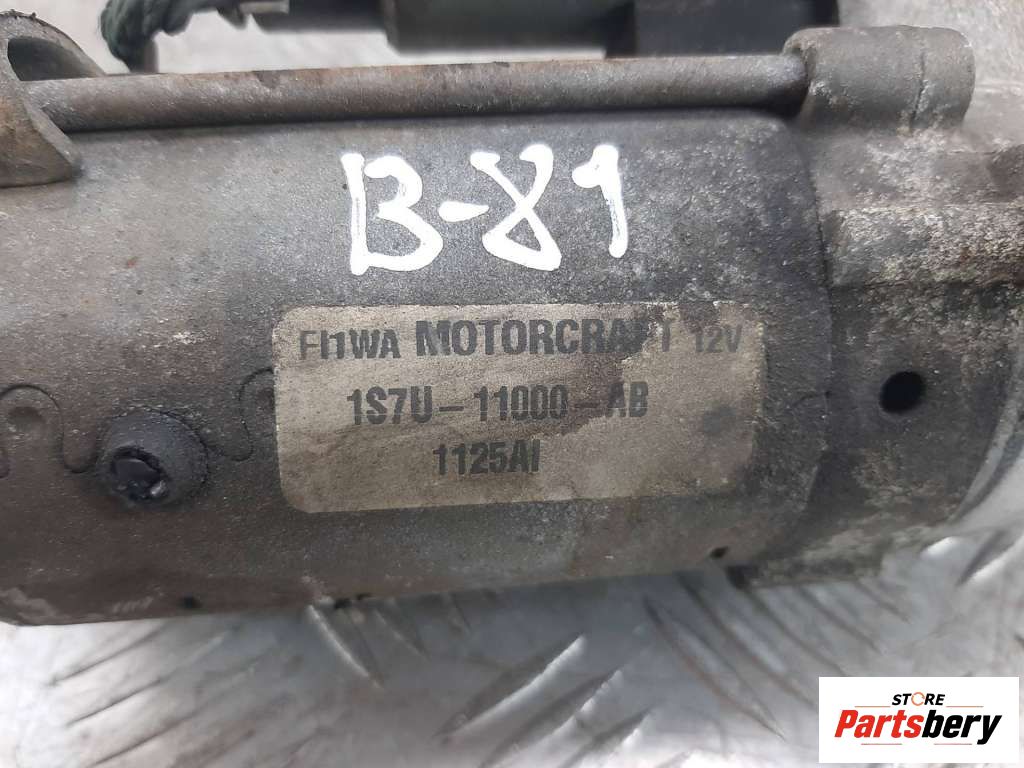 B-81
FI1WA MOTORCRAFT 12V
1S7U-11000-AB
1125AI
STORE
Partsbery